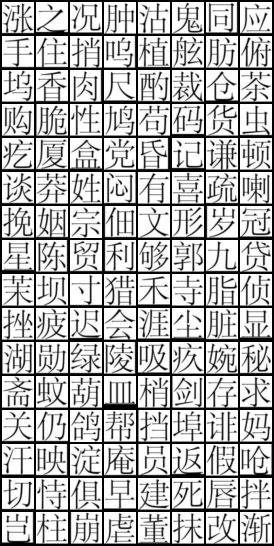 涨之况肿沽鬼同应
手住捎呜植舷肪俯
坞香肉尺酌裁仓茶
购脆性鸠苟码货虫
疙厦盒党昏记谦顿
谈莽姓闷有喜疏喇
挽姻宗佃文形岁冠
星陈贸利够郭九贷
茉坝寸猎禾寺脂侦
挫疲迟会涯尘脏显
湖勋绿陵吸疚婉秘
斋蚊葫皿梢剑存求
关仍鸽帮挡埠诽妈
汗映淀庵员返假呛
切恃俱早建死唇拌
岂柱崩虐董抹改渐